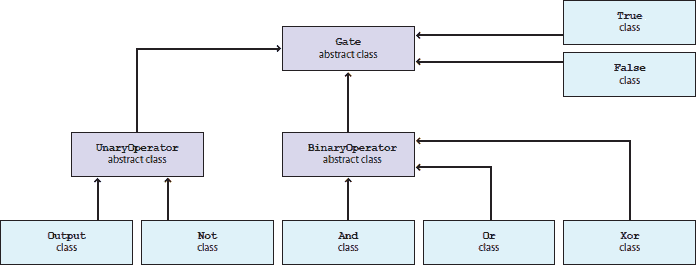 True
class
Gate
abstract class
False
class
UnaryOperator
abstract class
BinaryOperator
abstract class
Output
class
Not
class
And
class
Or
class
Xor
class